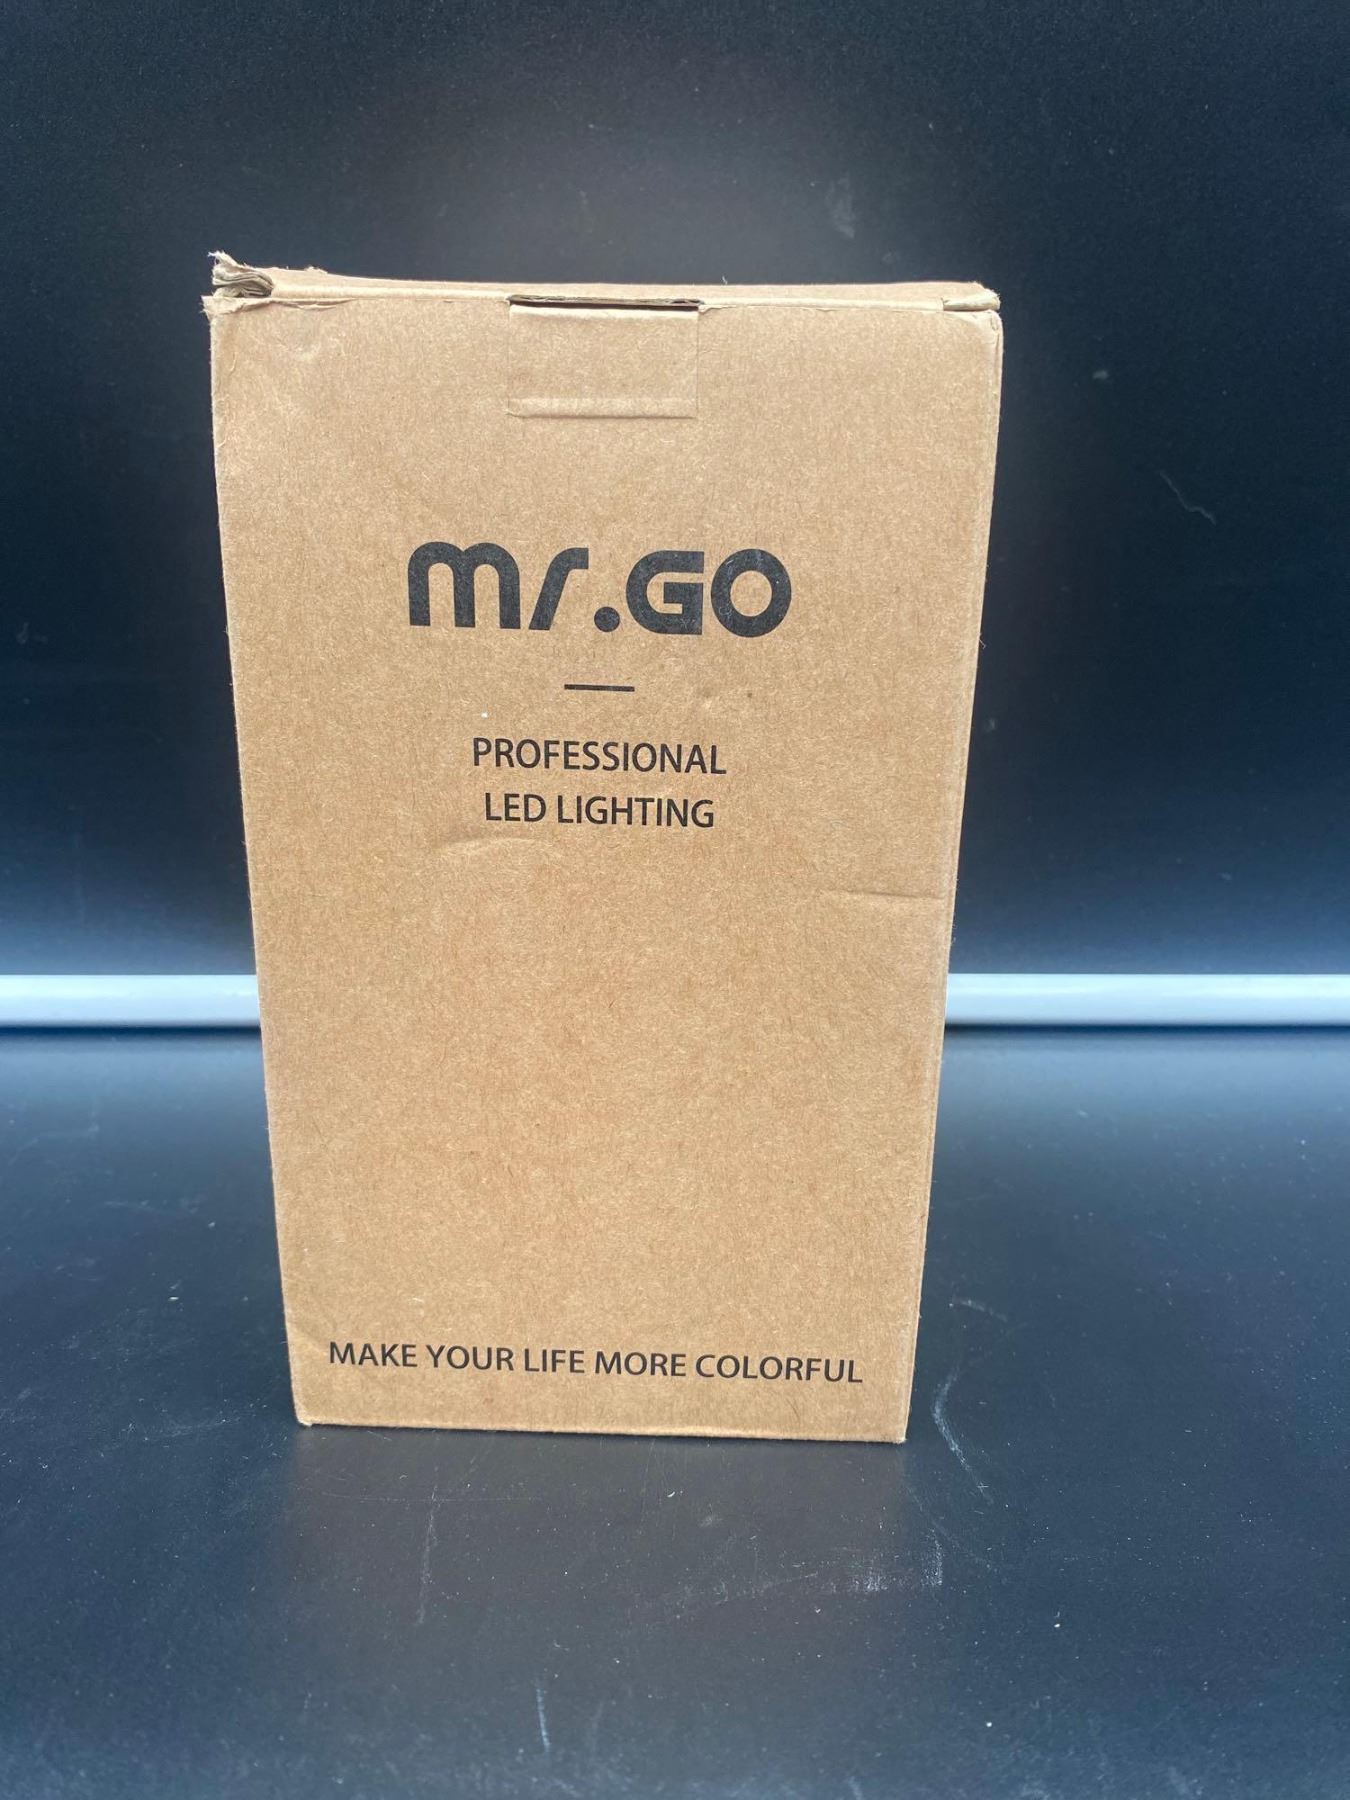 mr.GO
PROFESSIONAL
LED LIGHTING
MAKE YOUR LIFE MORE COLORFUL